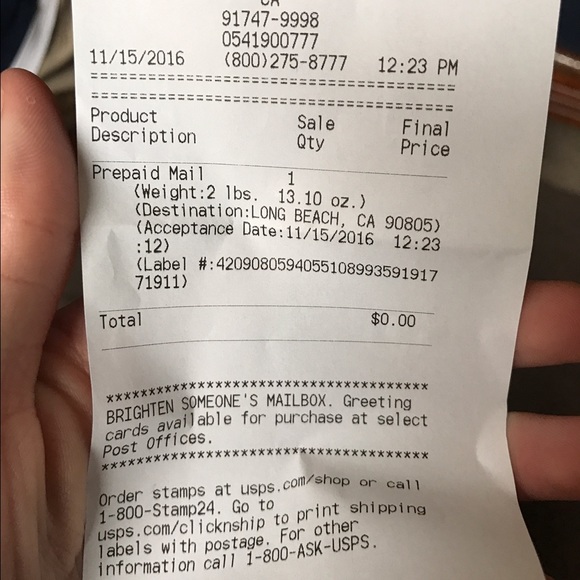 CA
91747-9998
0541900777
11/15/2016 (800)275-8777 12:23 PM
========================================
========================================
Product Sale Final
Description Qty Price
Prepaid Mail 1
(Weight:2 lbs. 13.10 oz.)
(Destination:LONG BEACH, CA 90805)
(Acceptance Date:11/15/2016 12:23
:12)
(Label #:4209080594055108993591917
71911)
Total $0.00
****************************************
BRIGHTEN SOMEONE'S MAILBOX. Greeting
cards available for purchase at select
Post Offices.
****************************************
Order stamps at usps.com/shop or call
1-800-Stamp24. Go to
usps.com/clicknship to print shipping
labels with postage. For other
information call 1-800-ASK-USPS.